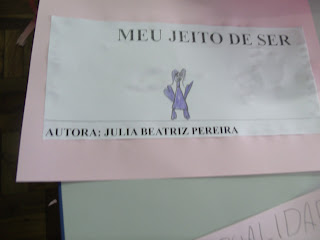 MEU JEITO DE SER
AUTORA: JULIA BEATRIZ PEREIRA